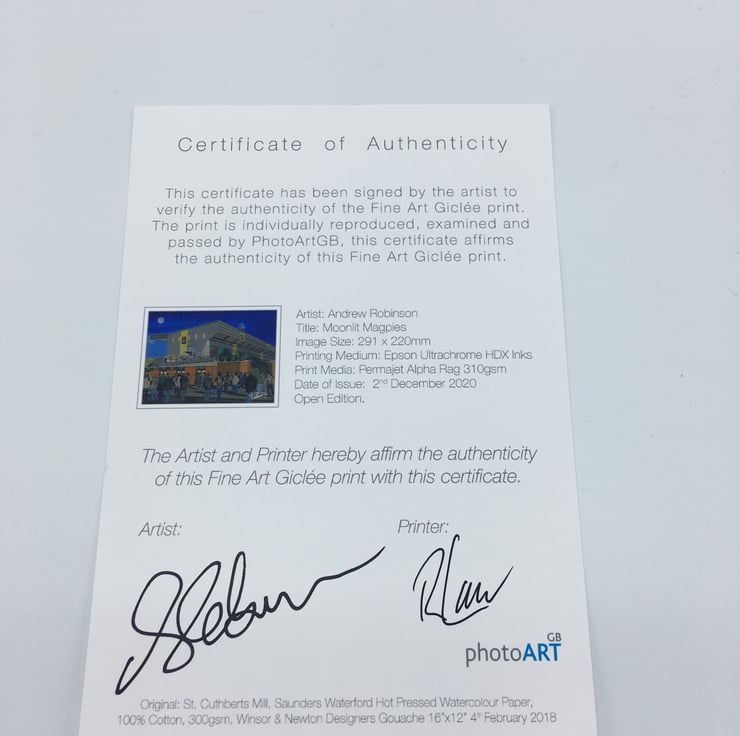 Certificate of Authenticity
This certificate has been signed by the artist to
verify the authenticity of the Fine Art Giclée print.
The print is individually reproduced, examined and
passed by PhotoArtGB, this certificate affirms
the authenticity of this Fine Art Giclée print.
Artist: Andrew Robinson
Title: Moonlit Magpies
Image Size: 291 x 220mm
Printing Medium: Epson Ultrachrome HDX Inks
Print Media: Permajet Alpha Rag 310gsm
Date of Issue: 2nd December 2020
Open Edition.
The Artist and Printer hereby affirm the authenticity
of this Fine Art Giclée print with this certificate.
Artist:
Printer:
photoART GB
Original: St. Cuthberts Mill, Saunders Waterford Hot Pressed Watercolour Paper,
100% Cotton, 300gsm. Winsor & Newton Designers Gouache 16"x12" 4th February 2018